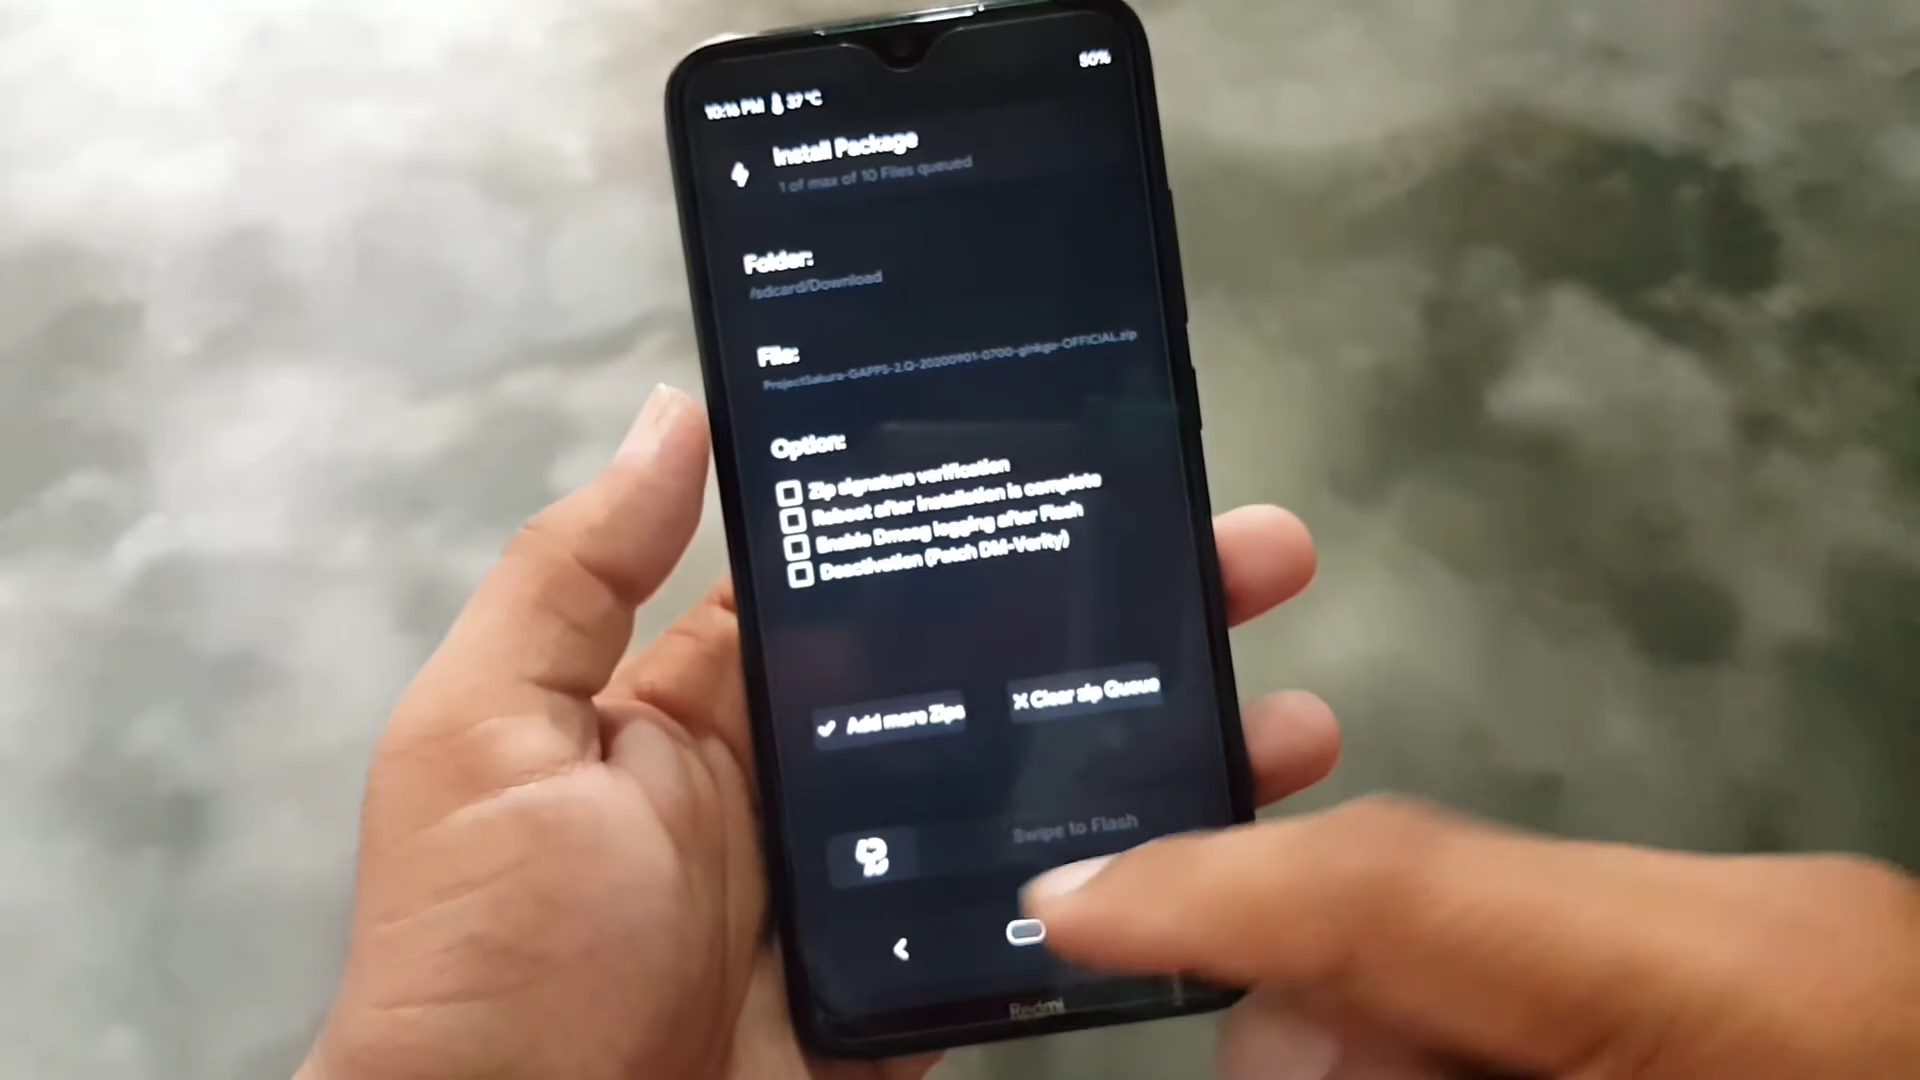 10:16 PM 37 °C
50%
Install Package
1 of max of 10 Files queued
Folder:
/sdcard/Download
File:
ProjectSakura-GAPPS-2.Q-20200901-0700-ginkgo-OFFICIAL.zip
Option:
Zip signature verification
Reboot after installation is complete
Enable Dmesg logging after Flash
Deactivation (Patch DM-Verity)
Add more Zips
Clear zip Queue
Swipe to Flash
Redmi